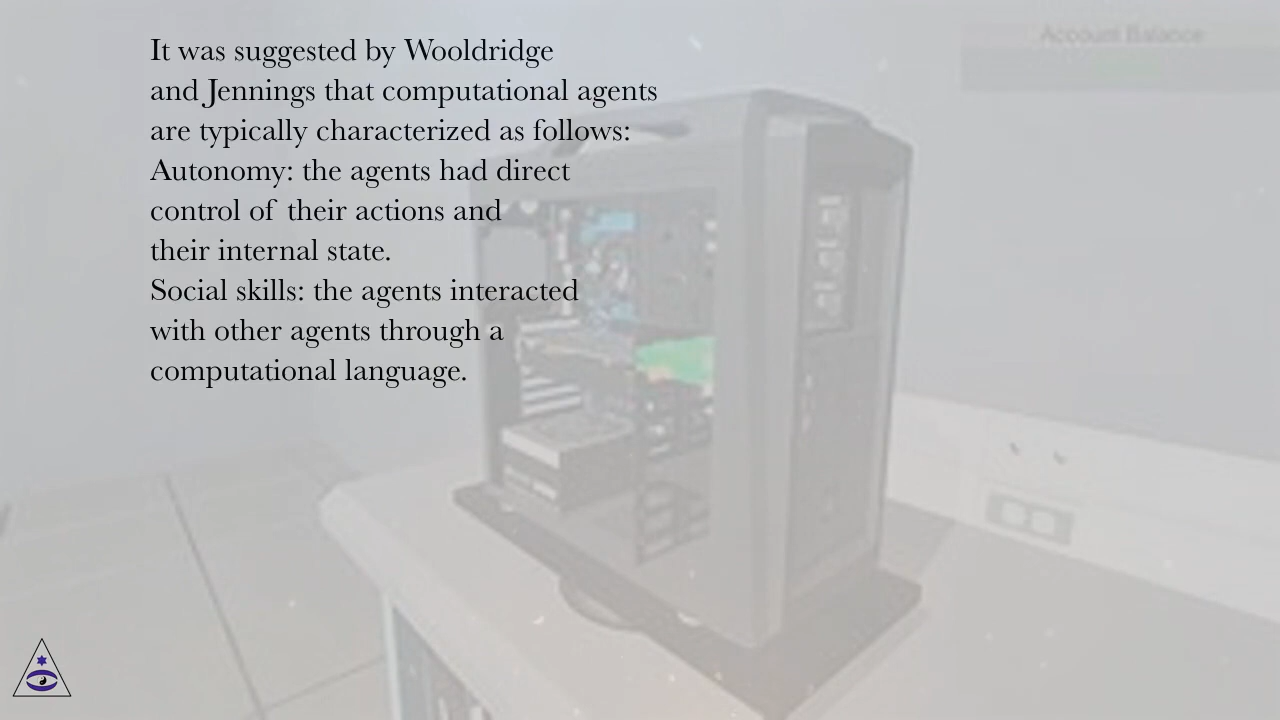 It was suggested by Wooldridge
and Jennings that computational agents
are typically characterized as follows:
Autonomy: the agents had direct
control of their actions and
their internal state.
Social skills: the agents interacted
with other agents through a
computational language.
Account Balance